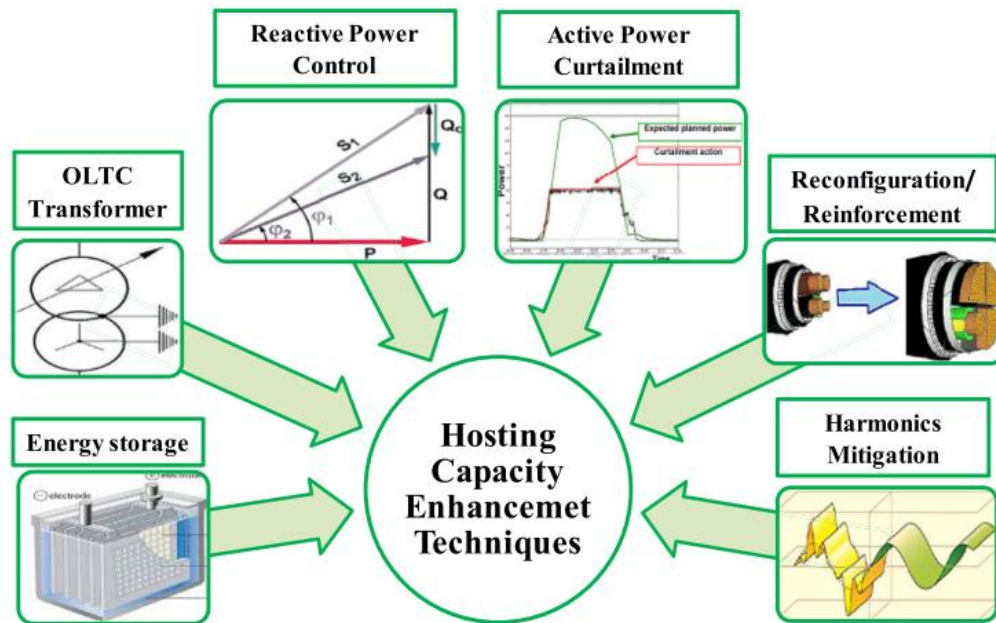 Reactive Power
Control
Active Power
Curtailment
OLTC
Transformer
Reconfiguration/
Reinforcement
S1
S2
Qc
Q
φ1
φ2
P
Expected planned power
Curtailment action
Power
Time
Energy storage
Harmonics
Mitigation
electrode
Hosting
Capacity
Enhancemet
Techniques